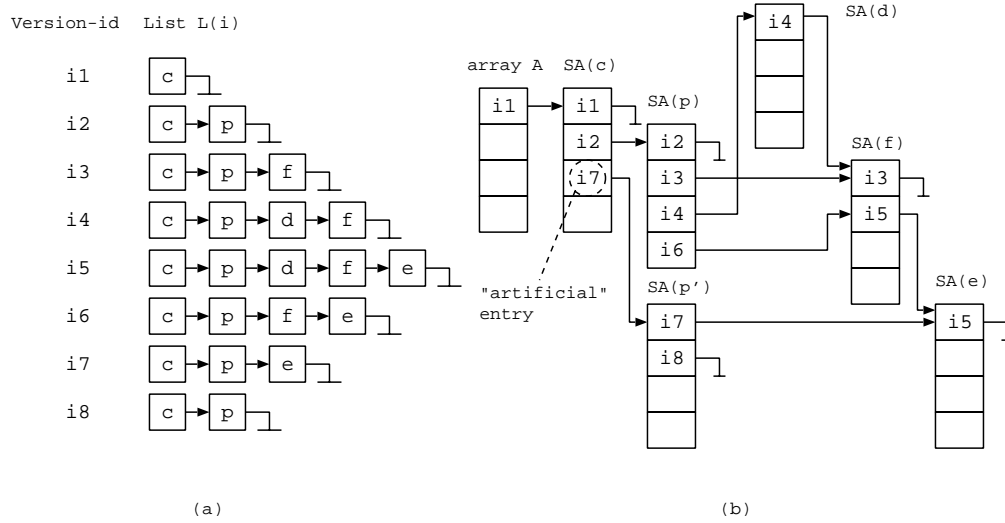 Version-id List L(i)
i1 c
i2 c p
i3 c p f
i4 c p d f
i5 c p d f e
i6 c p f e
i7 c p e
i8 c p
(a)
array A
i1
SA(c)
i1
i2
i7
"artificial"
entry
SA(p)
i2
i3
i4
i6
SA(p')
i7
i8
SA(d)
i4
SA(f)
i3
i5
SA(e)
i5
(b)